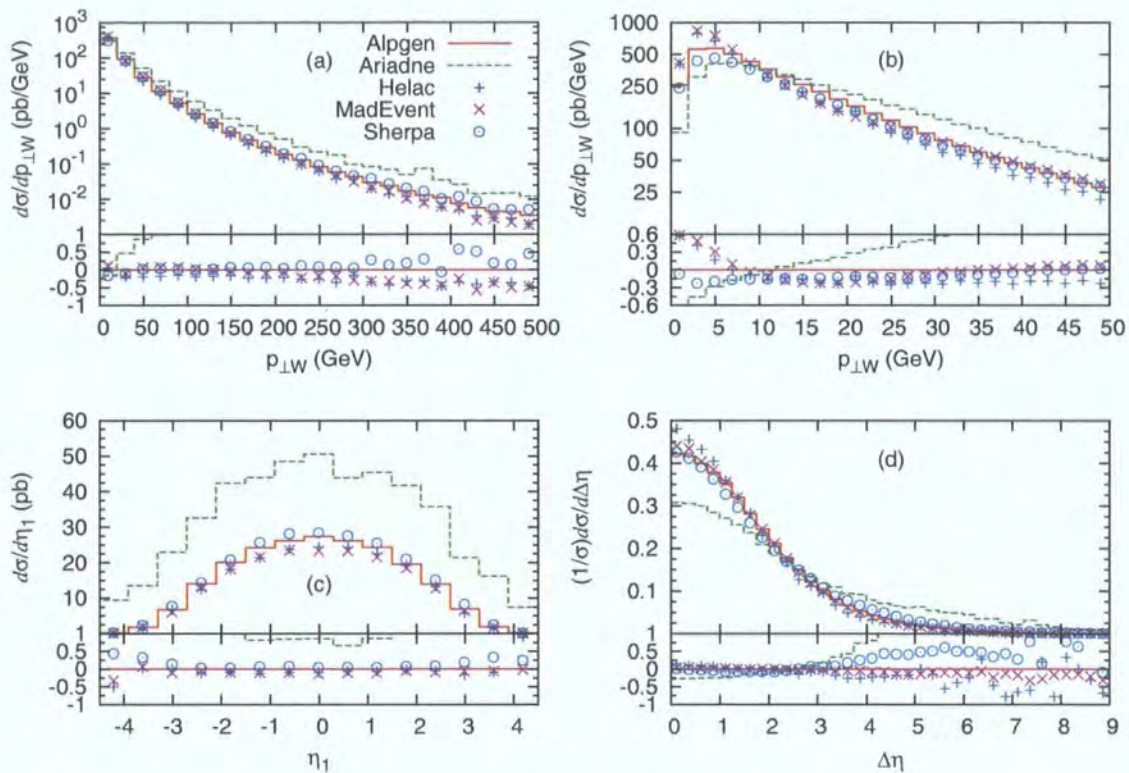 dσ/dp⊥W (pb/GeV)
10³
10²
10¹
10⁰
10⁻¹
10⁻²
1
0.5
0
-0.5
-1
(a)
Alpgen
Ariadne
Helac
MadEvent
Sherpa
0 50 100 150 200 250 300 350 400 450 500
p⊥W (GeV)
dσ/dp⊥W (pb/GeV)
1000
500
250
100
50
25
0.6
0.3
0
-0.3
-0.6
(b)
0 5 10 15 20 25 30 35 40 45 50
p⊥W (GeV)
dσ/dη1 (pb)
60
50
40
30
20
10
1
0.5
0
-0.5
-1
(c)
-4 -3 -2 -1 0 1 2 3 4
η1
(1/σ)dσ/dΔη
0.5
0.4
0.3
0.2
0.1
1
0.5
0
-0.5
-1
(d)
0 1 2 3 4 5 6 7 8 9
Δη